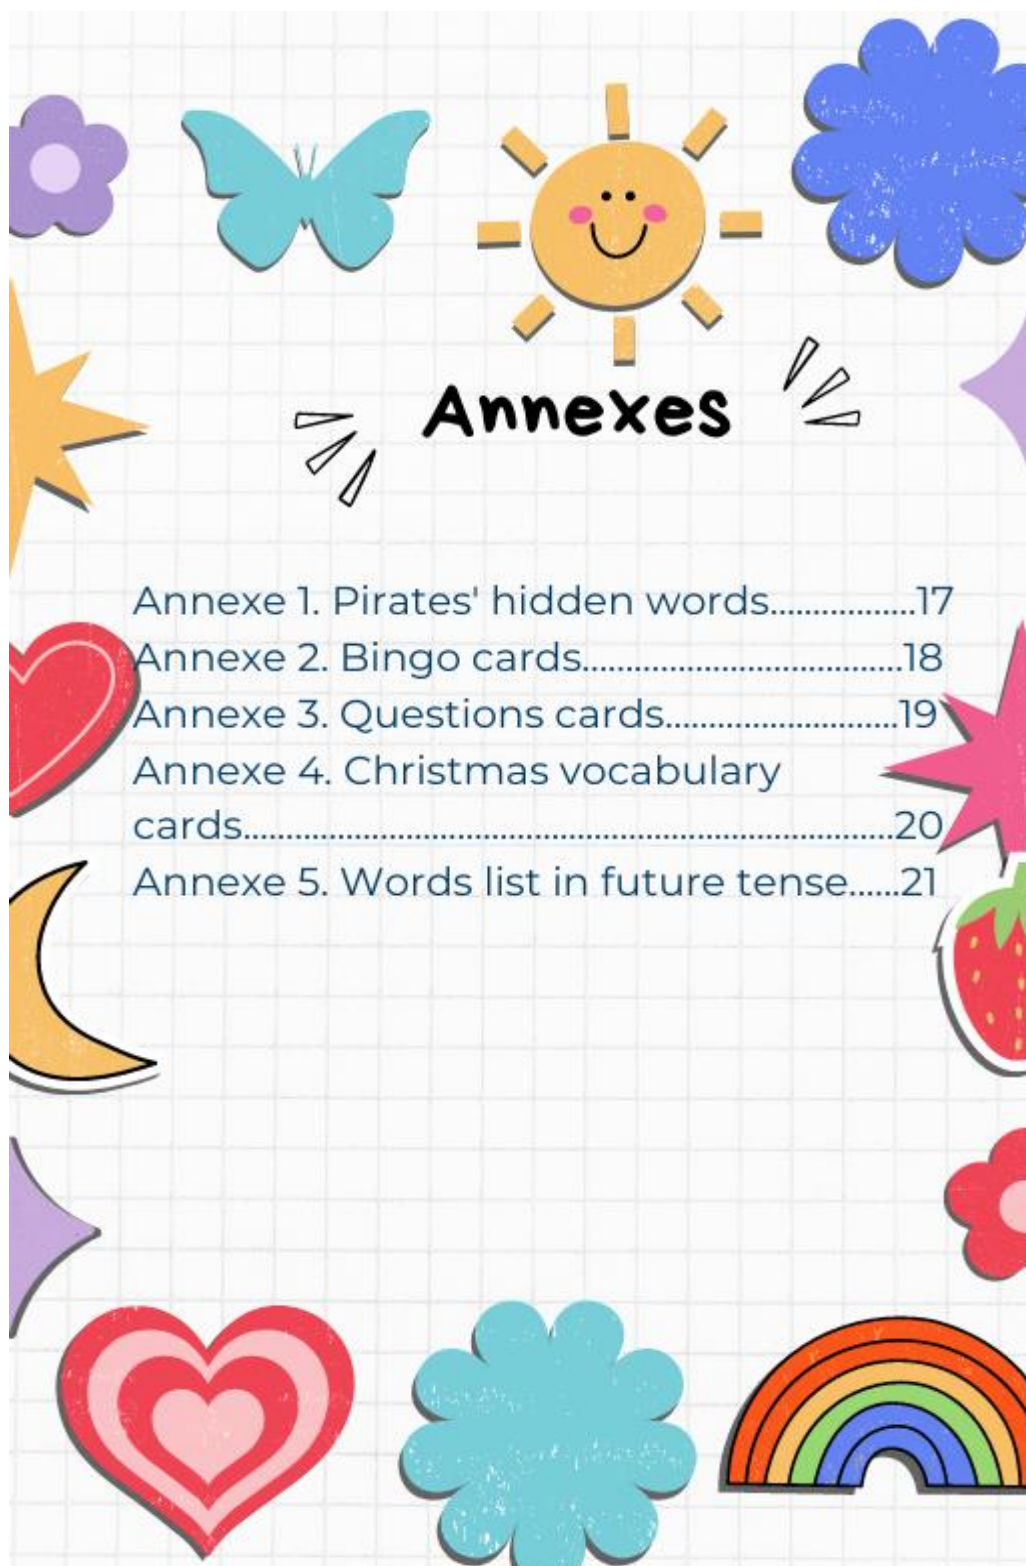 Annexes
Annexe 1. Pirates' hidden words................17
Annexe 2. Bingo cards...................................18
Annexe 3. Questions cards.........................19
Annexe 4. Christmas vocabulary
cards.......................................................................20
Annexe 5. Words list in future tense......21